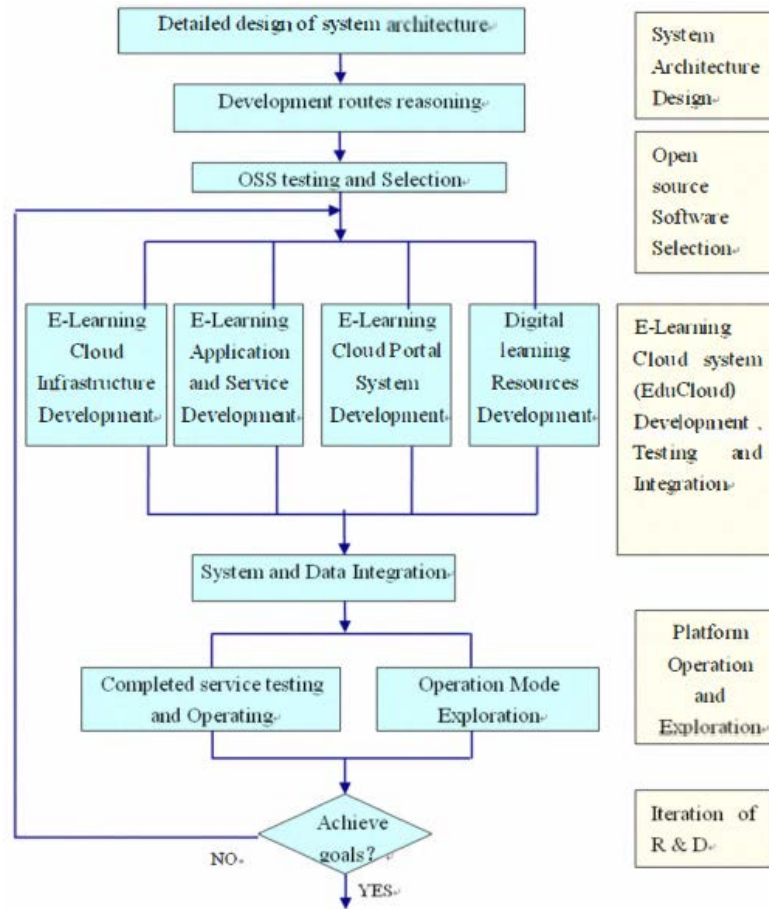 Detailed design of system architecture
Development routes reasoning
OSS testing and Selection
E-Learning
Cloud
Infrastructure
Development
E-Learning
Application
and Service
Development
E-Learning
Cloud Portal
System
Development
Digital
learning
Resources
Development
System and Data Integration
Completed service testing
and Operating
Operation Mode
Exploration
Achieve
goals?
NO
YES
System
Architecture
Design
Open
source
Software
Selection
E-Learning
Cloud system
(EduCloud)
Development 、
Testing and
Integration
Platform
Operation
and
Exploration
Iteration of
R & D